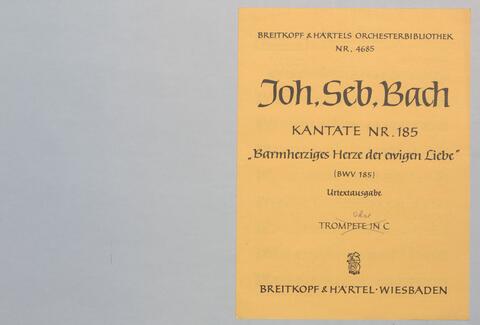 BREITKOPF & HÄRTELS ORCHESTERBIBLIOTHEK
NR. 4685
Joh. Seb. Bach
KANTATE NR. 185
„Barmherziges Herze der ewigen Liebe"
(BWV 185)
Urtextausgabe
Oboe
TROMPETE IN C
BREITKOPF & HÄRTEL · WIESBADEN